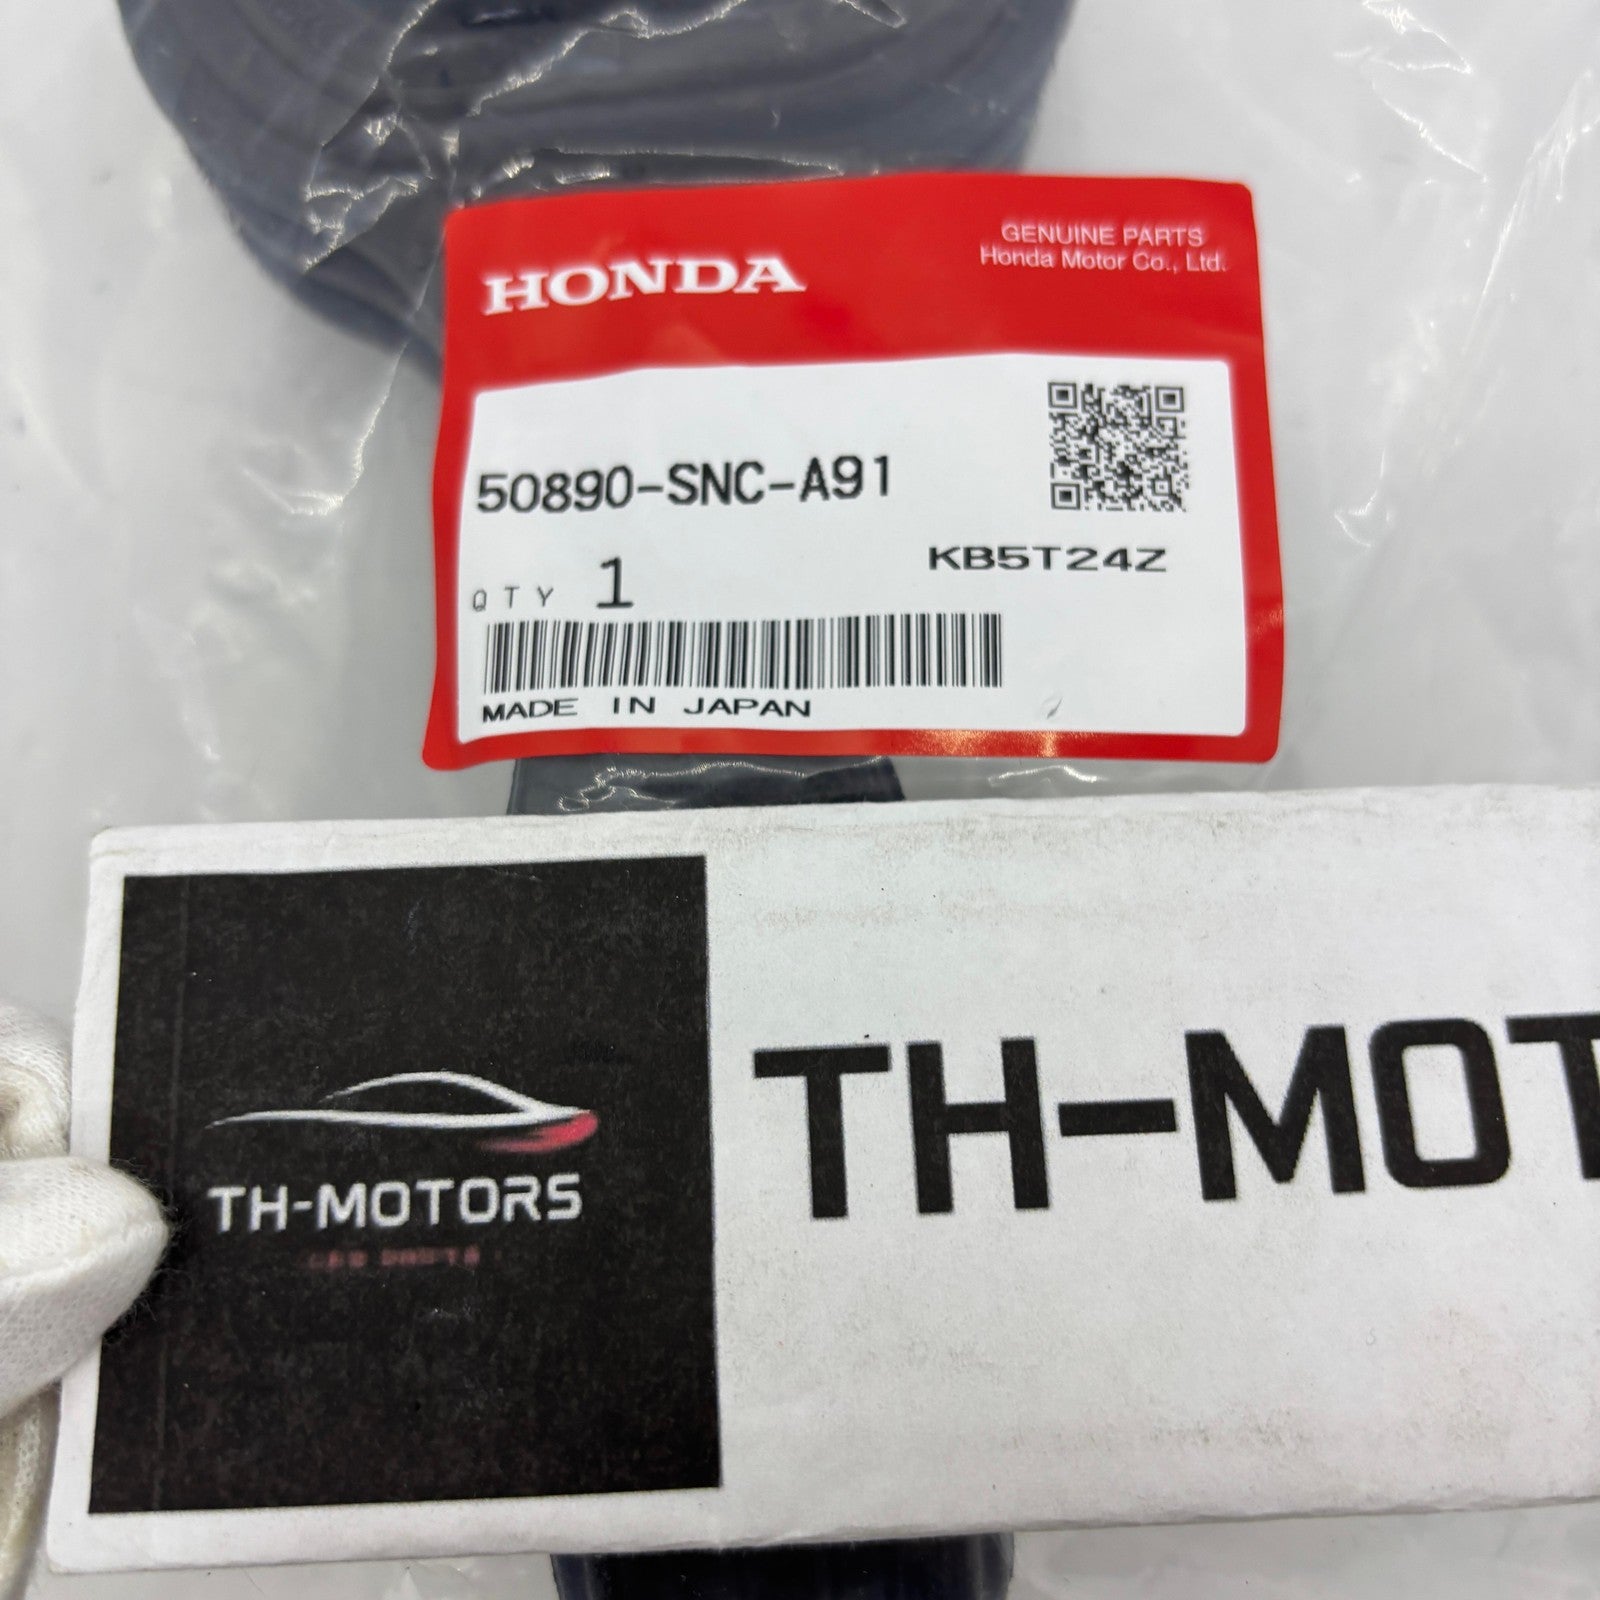 HONDA
GENUINE PARTS
Honda Motor Co., Ltd.
50890-SNC-A91
KB5T24Z
QTY 1
MADE IN JAPAN
TH-MOT
TH-MOTORS